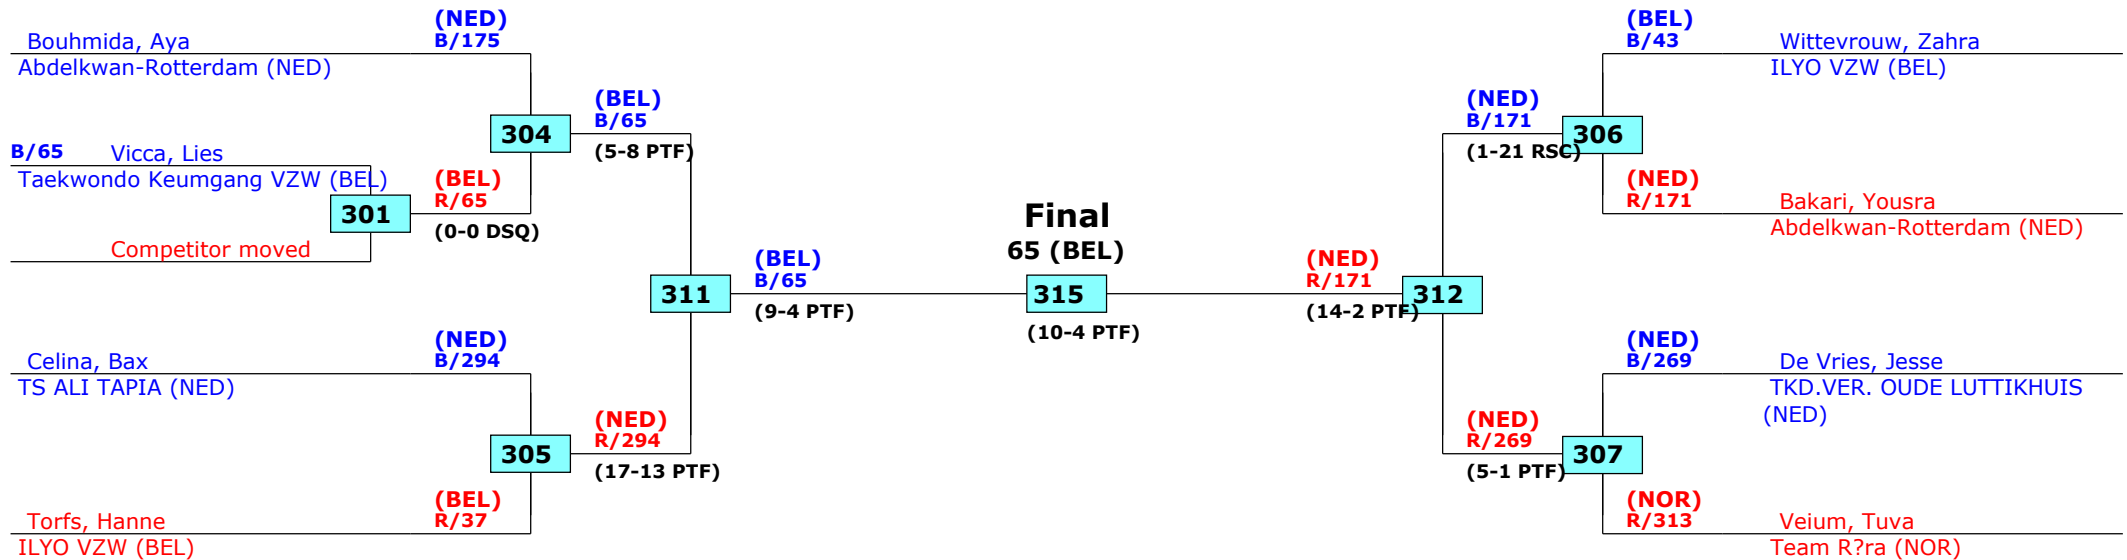 (NED)
Bouhmida, Aya B/175
Abdelkwan-Rotterdam (NED)
(BEL)
304 B/65
(5-8 PTF)
B/65 Vicca, Lies
Taekwondo Keumgang VZW (BEL)
(BEL)
301 R/65
(0-0 DSQ)
Competitor moved
(BEL)
311 B/65
(9-4 PTF)
(NED)
Celina, Bax B/294
TS ALI TAPIA (NED)
(NED)
305 R/294
(17-13 PTF)
(BEL)
Torfs, Hanne R/37
ILYO VZW (BEL)
Final
65 (BEL)
315
(10-4 PTF)
(BEL)
B/43 Wittevrouw, Zahra
ILYO VZW (BEL)
(NED)
B/171 306
(1-21 RSC)
(NED)
R/171 Bakari, Yousra
Abdelkwan-Rotterdam (NED)
(NED)
R/171 312
(14-2 PTF)
(NED)
B/269 De Vries, Jesse
TKD.VER. OUDE LUTTIKHUIS
(NED)
(NED)
R/269 307
(5-1 PTF)
(NOR)
R/313 Veium, Tuva
Team R?ra (NOR)